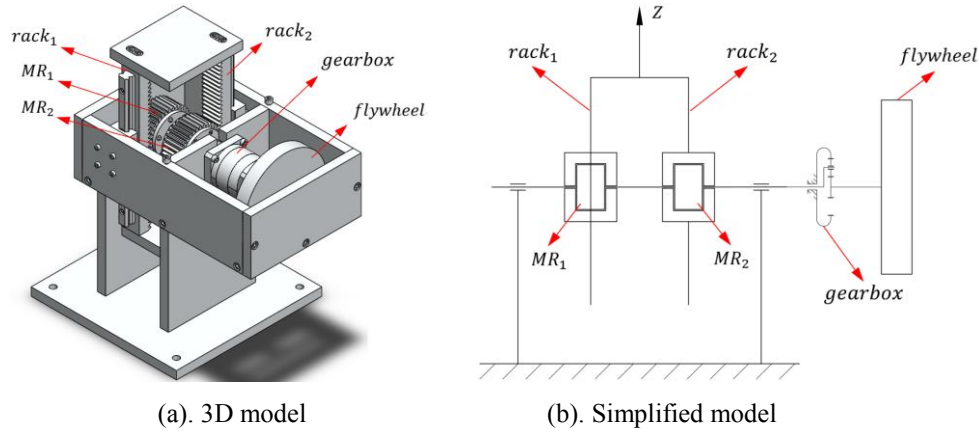 rack₁
MR₁
MR₂
rack₂
gearbox
flywheel
(a). 3D model
Z
rack₁
rack₂
flywheel
MR₁
MR₂
gearbox
(b). Simplified model